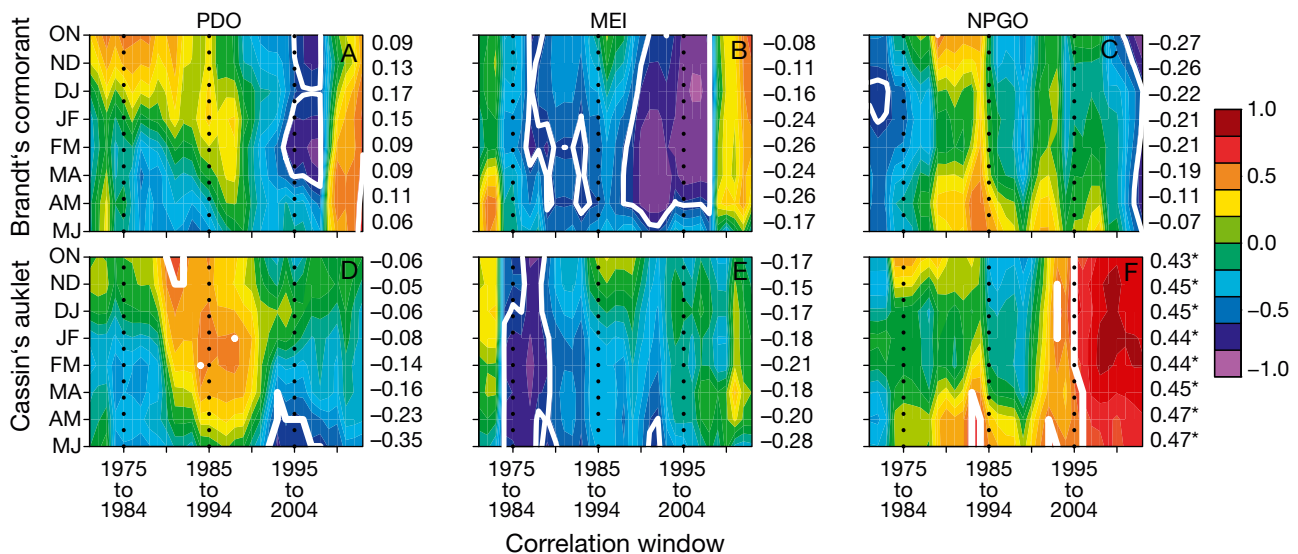 PDO
MEI
NPGO
Brandt's cormorant
ON
ND
DJ
JF
FM
MA
AM
MJ
A
0.09
0.13
0.17
0.15
0.09
0.09
0.11
0.06
B
−0.08
−0.11
−0.16
−0.24
−0.26
−0.24
−0.26
−0.17
C
−0.27
−0.26
−0.22
−0.21
−0.21
−0.19
−0.11
−0.07
Cassin's auklet
ON
ND
DJ
JF
FM
MA
AM
MJ
D
−0.06
−0.05
−0.06
−0.08
−0.14
−0.16
−0.23
−0.35
E
−0.17
−0.15
−0.17
−0.18
−0.21
−0.18
−0.20
−0.28
F
0.43*
0.45*
0.45*
0.44*
0.44*
0.45*
0.47*
0.47*
1.0
0.5
0.0
−0.5
−1.0
1975
to
1984
1985
to
1994
1995
to
2004
1975
to
1984
1985
to
1994
1995
to
2004
1975
to
1984
1985
to
1994
1995
to
2004
Correlation window